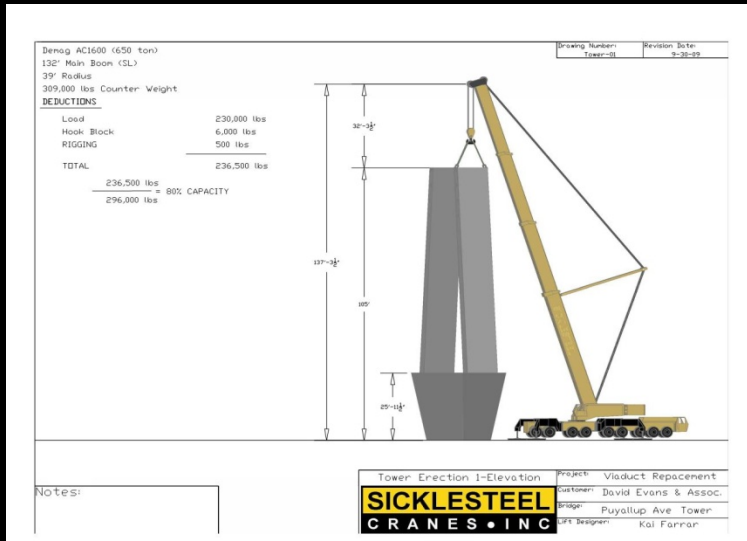 Demag AC1600 (650 ton)
132' Main Boom (SL)
39' Radius
309,000 lbs Counter Weight
DEDUCTIONS
Load 230,000 lbs
Hook Block 6,000 lbs
RIGGING 500 lbs
TOTAL 236,500 lbs
236,500 lbs
= 80% CAPACITY
296,000 lbs
Drawing Number: Revision Date:
Tower-01 9-30-09
32'-3½"
137'-3½"
105'
25'-11½"
Notes:
Tower Erection 1-Elevation
SICKLESTEEL
CRANES•INC
Project: Viaduct Repacement
Customer: David Evans & Assoc.
Bridge: Puyallup Ave Tower
Lift Designer: Kai Farrar